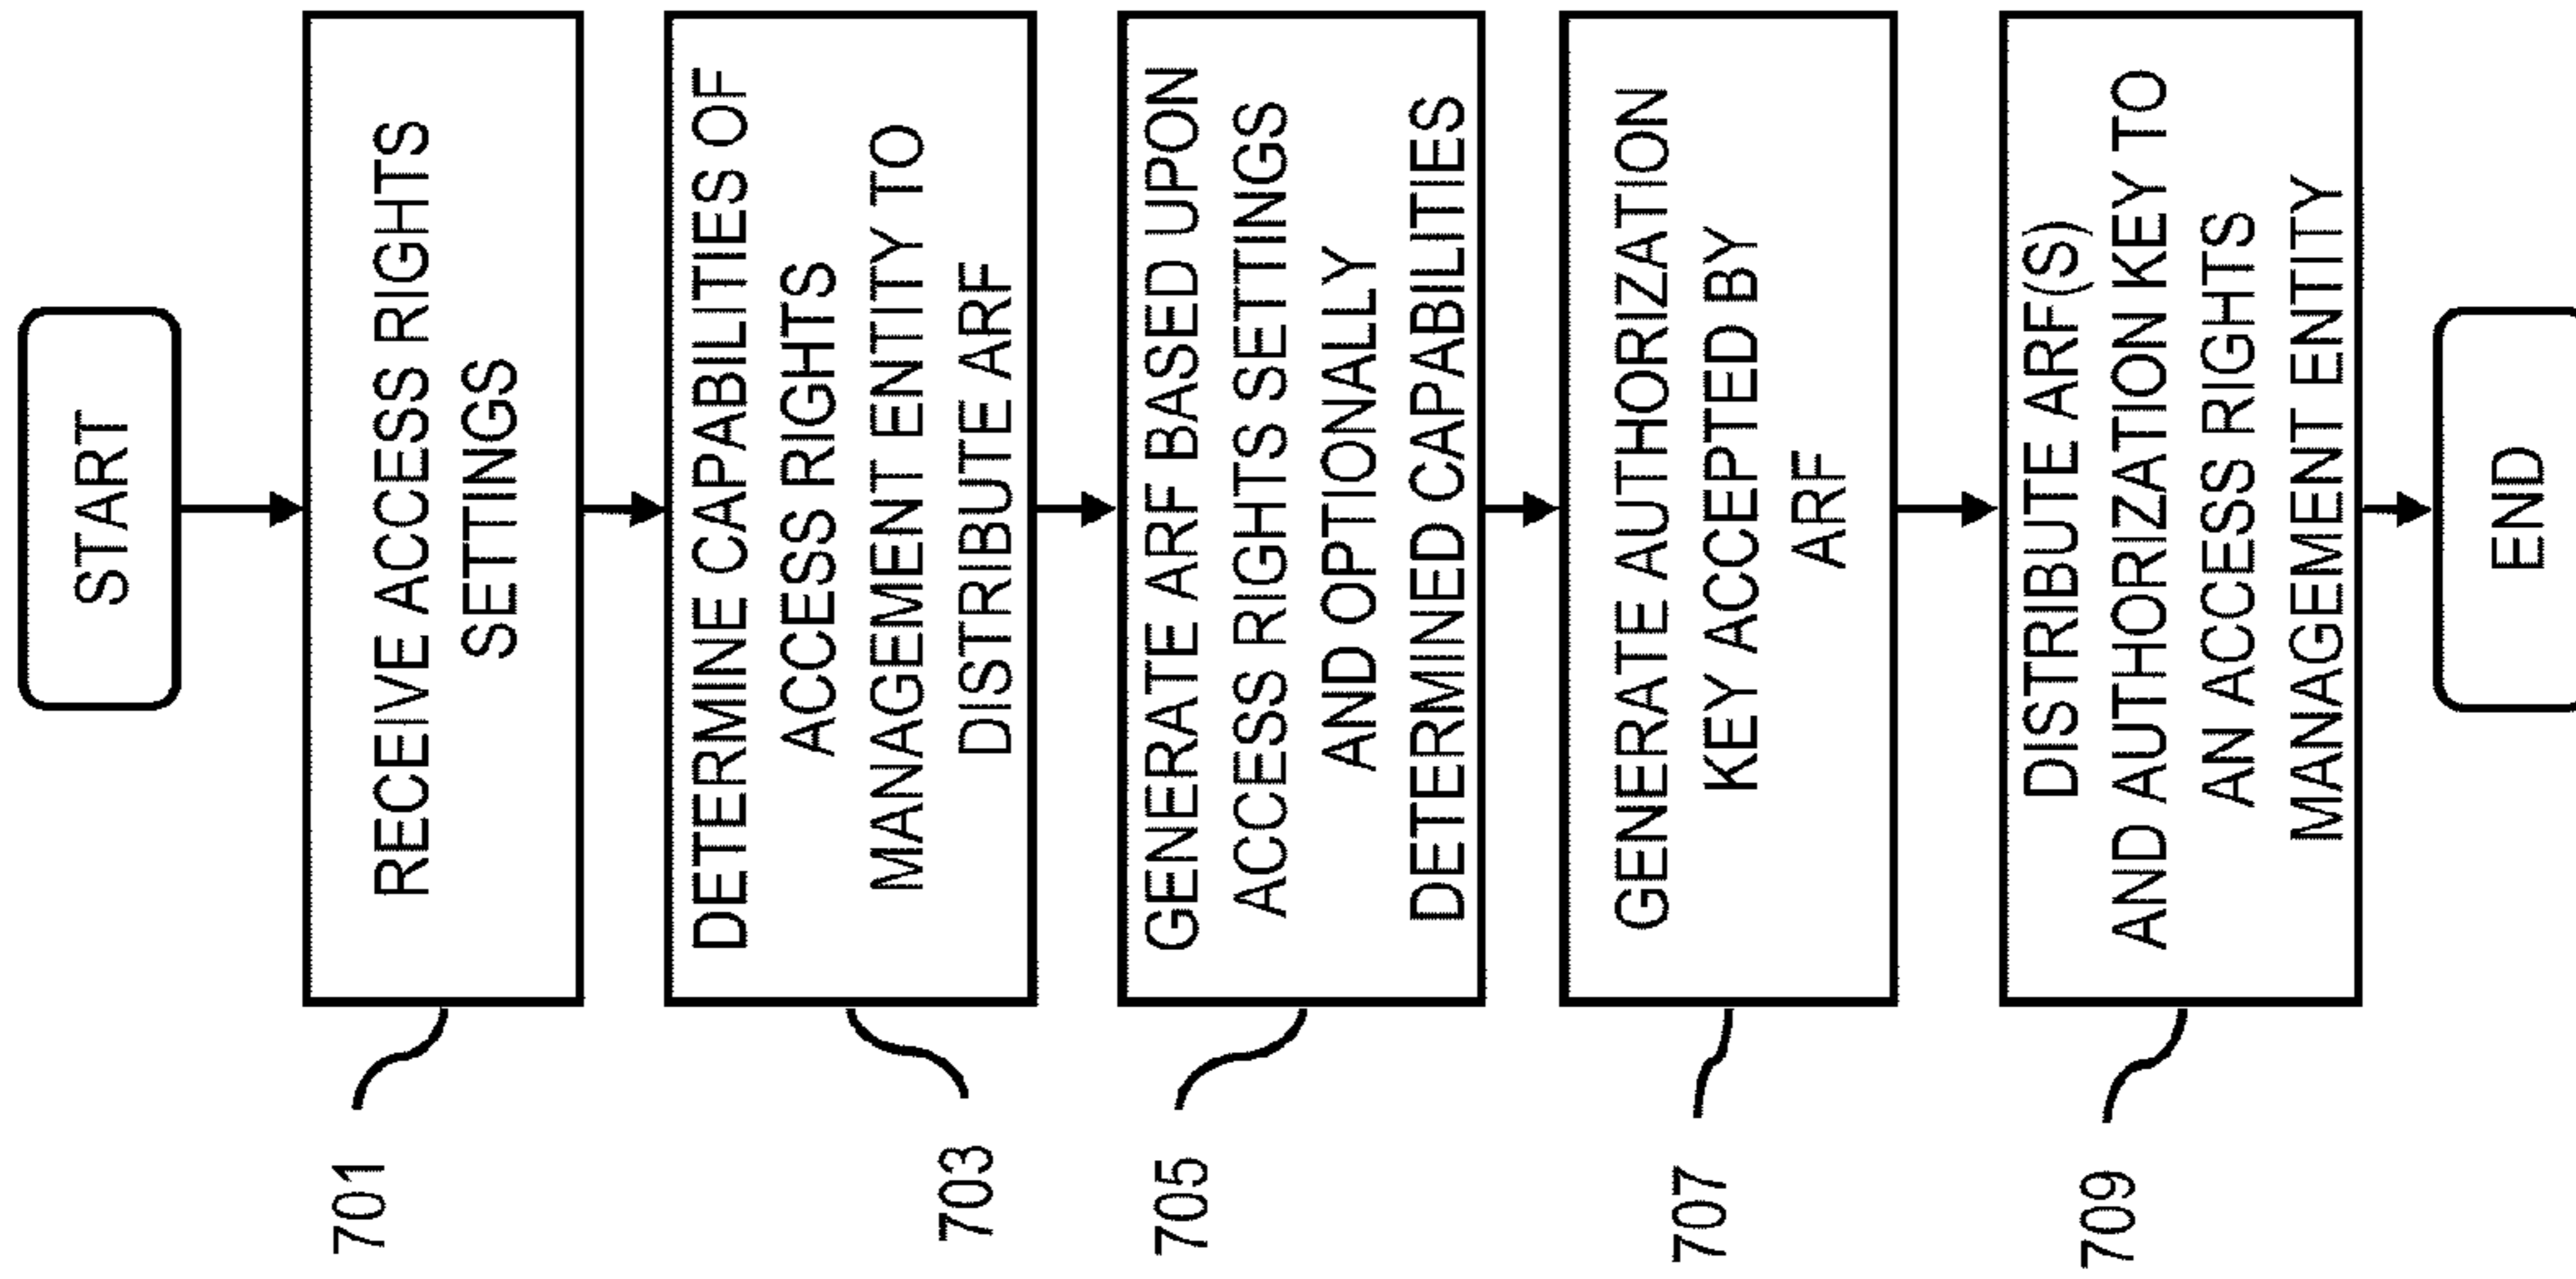 START
RECEIVE ACCESS RIGHTS
SETTINGS
701
DETERMINE CAPABILITIES OF
ACCESS RIGHTS
MANAGEMENT ENTITY TO
DISTRIBUTE ARF
703
GENERATE ARF BASED UPON
ACCESS RIGHTS SETTINGS
AND OPTIONALLY
DETERMINED CAPABILITIES
705
GENERATE AUTHORIZATION
KEY ACCEPTED BY
ARF
707
DISTRIBUTE ARF(S)
AND AUTHORIZATION KEY TO
AN ACCESS RIGHTS
MANAGEMENT ENTITY
709
END